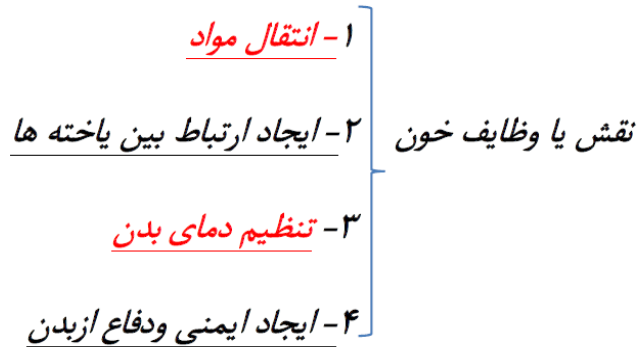 نقش یا وظایف خون
۱- انتقال مواد
۲- ایجاد ارتباط بین یاخته ها
۳- تنظیم دمای بدن
۴- ایجاد ایمنی ودفاع ازبدن